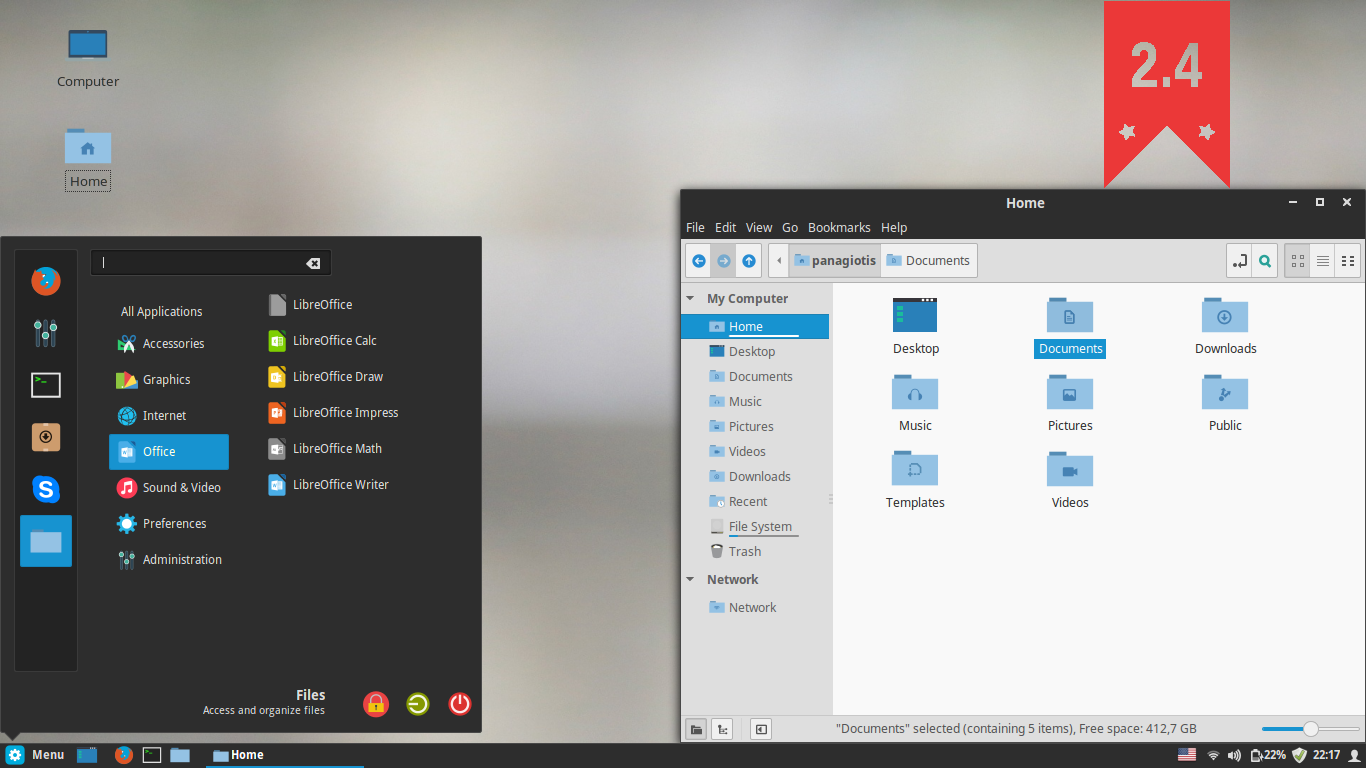 Computer
Home
2.4
All Applications
Accessories
Graphics
Internet
Office
Sound & Video
Preferences
Administration
LibreOffice
LibreOffice Calc
LibreOffice Draw
LibreOffice Impress
LibreOffice Math
LibreOffice Writer
Files
Access and organize files
Home
File Edit View Go Bookmarks Help
panagiotis Documents
My Computer
Home
Desktop
Documents
Music
Pictures
Videos
Downloads
Recent
File System
Trash
Network
Network
Desktop Documents Downloads
Music Pictures Public
Templates Videos
"Documents" selected (containing 5 items), Free space: 412,7 GB
Menu Home 22% 22:17